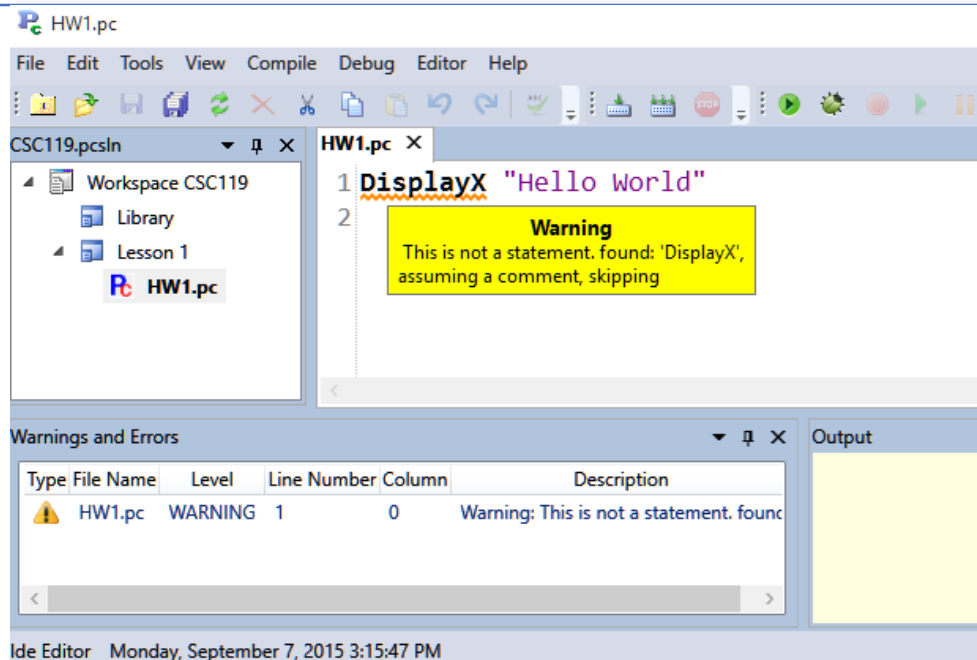 HW1.pc
File Edit Tools View Compile Debug Editor Help
CSC119.pcsln
HW1.pc
Workspace CSC119
Library
Lesson 1
HW1.pc
1 DisplayX "Hello World"
2
Warning
This is not a statement. found: 'DisplayX',
assuming a comment, skipping
Warnings and Errors
Type File Name Level Line Number Column Description
HW1.pc WARNING 1 0 Warning: This is not a statement. found
Output
Ide Editor Monday, September 7, 2015 3:15:47 PM